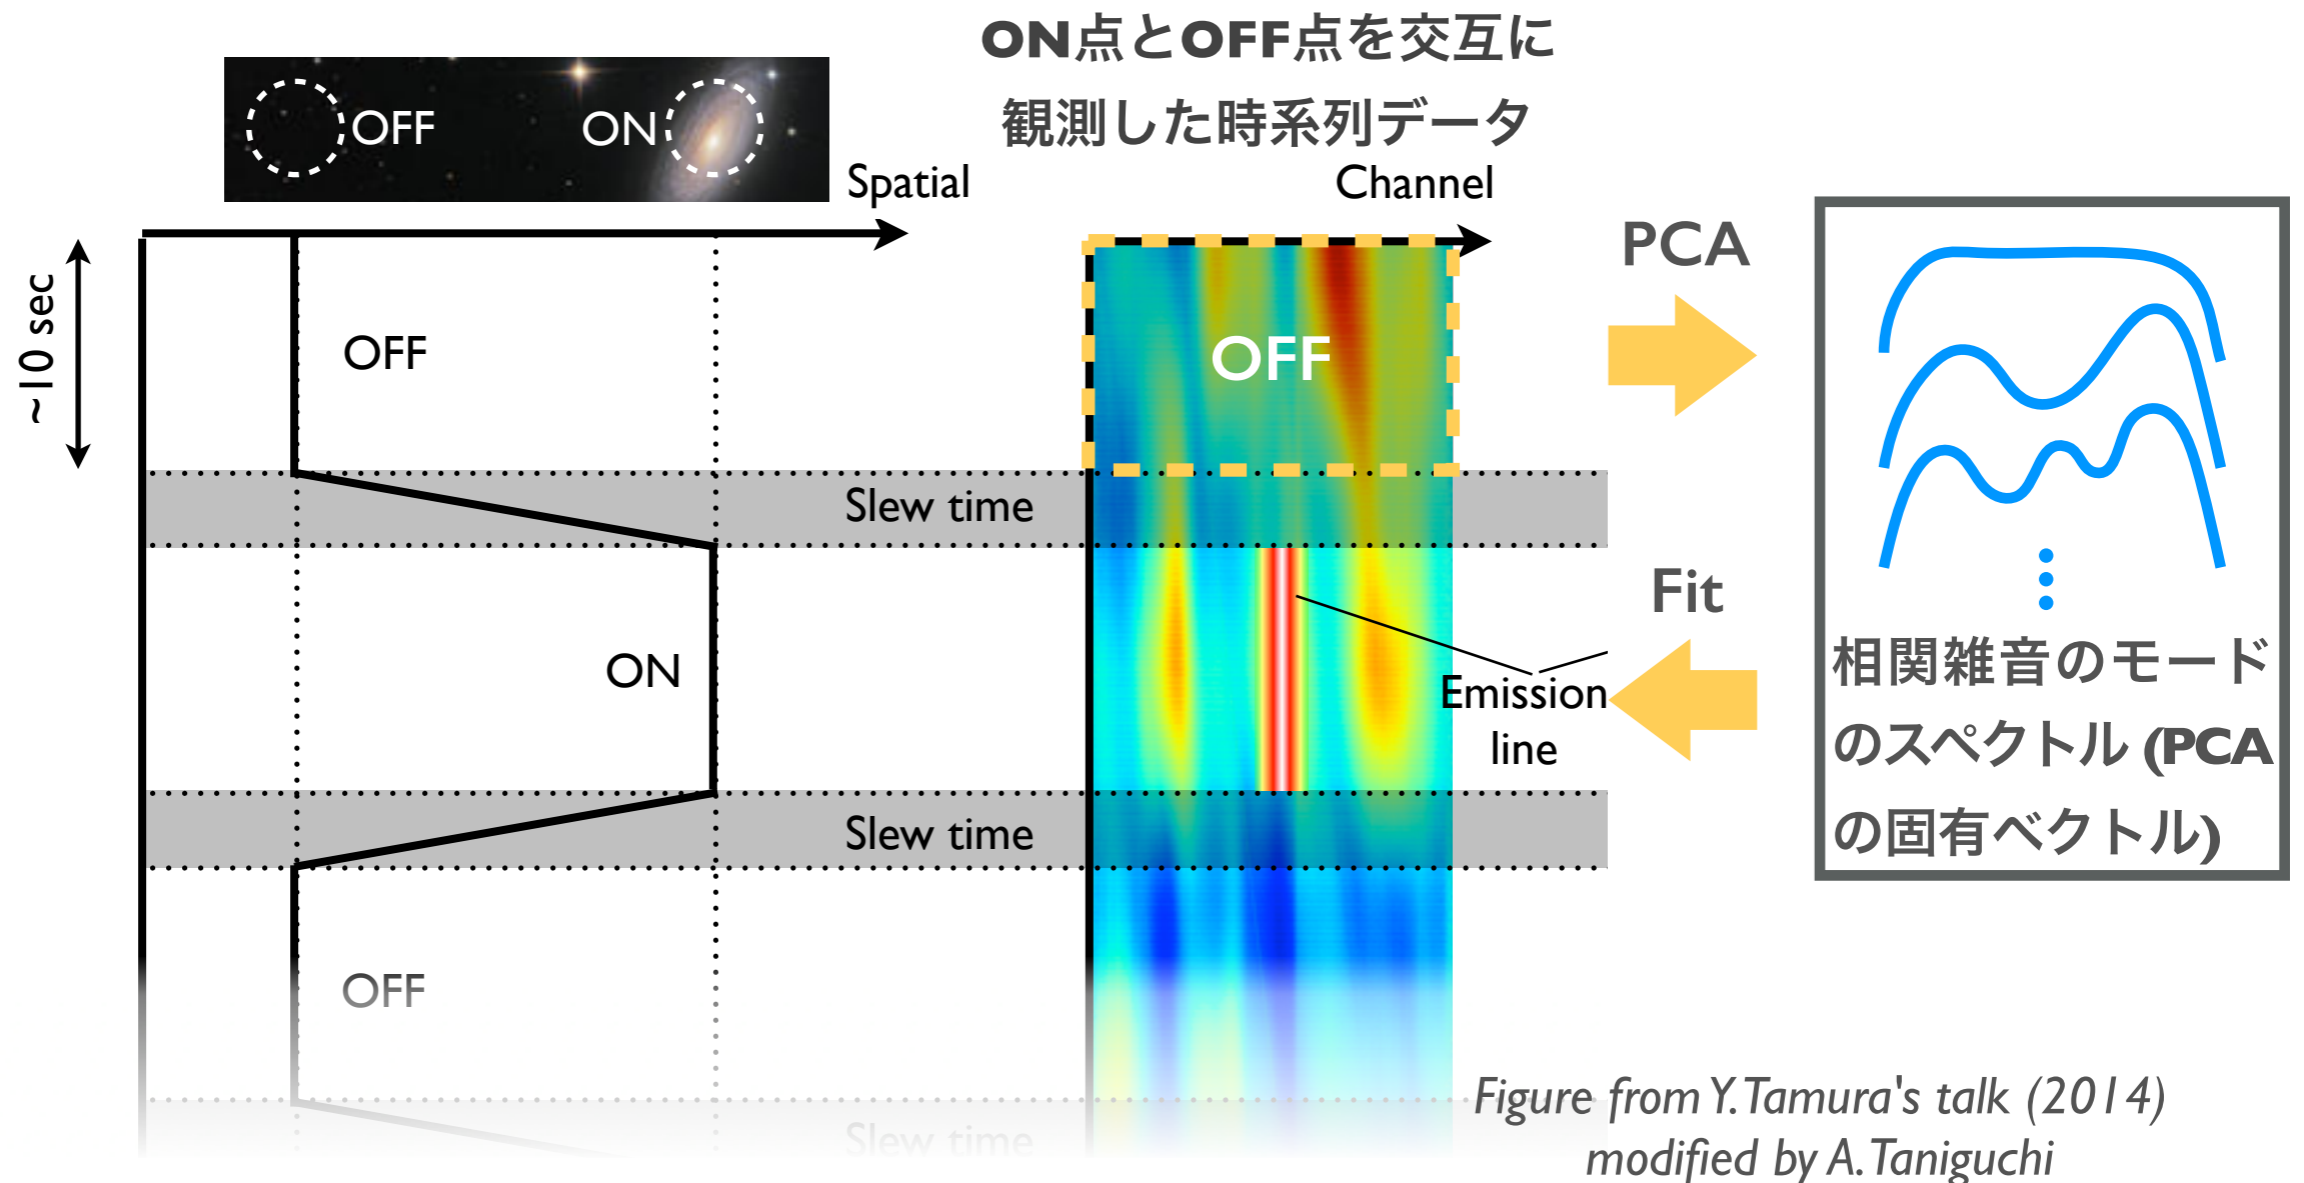 ON点とOFF点を交互に
観測した時系列データ
OFF
ON
Spatial
Channel
~10 sec
OFF
OFF
PCA
Slew time
ON
Emission
line
Fit
相関雑音のモード
のスペクトル (PCA
の固有ベクトル)
Slew time
OFF
Slew time
Figure from Y.Tamura's talk (2014)
modified by A.Taniguchi